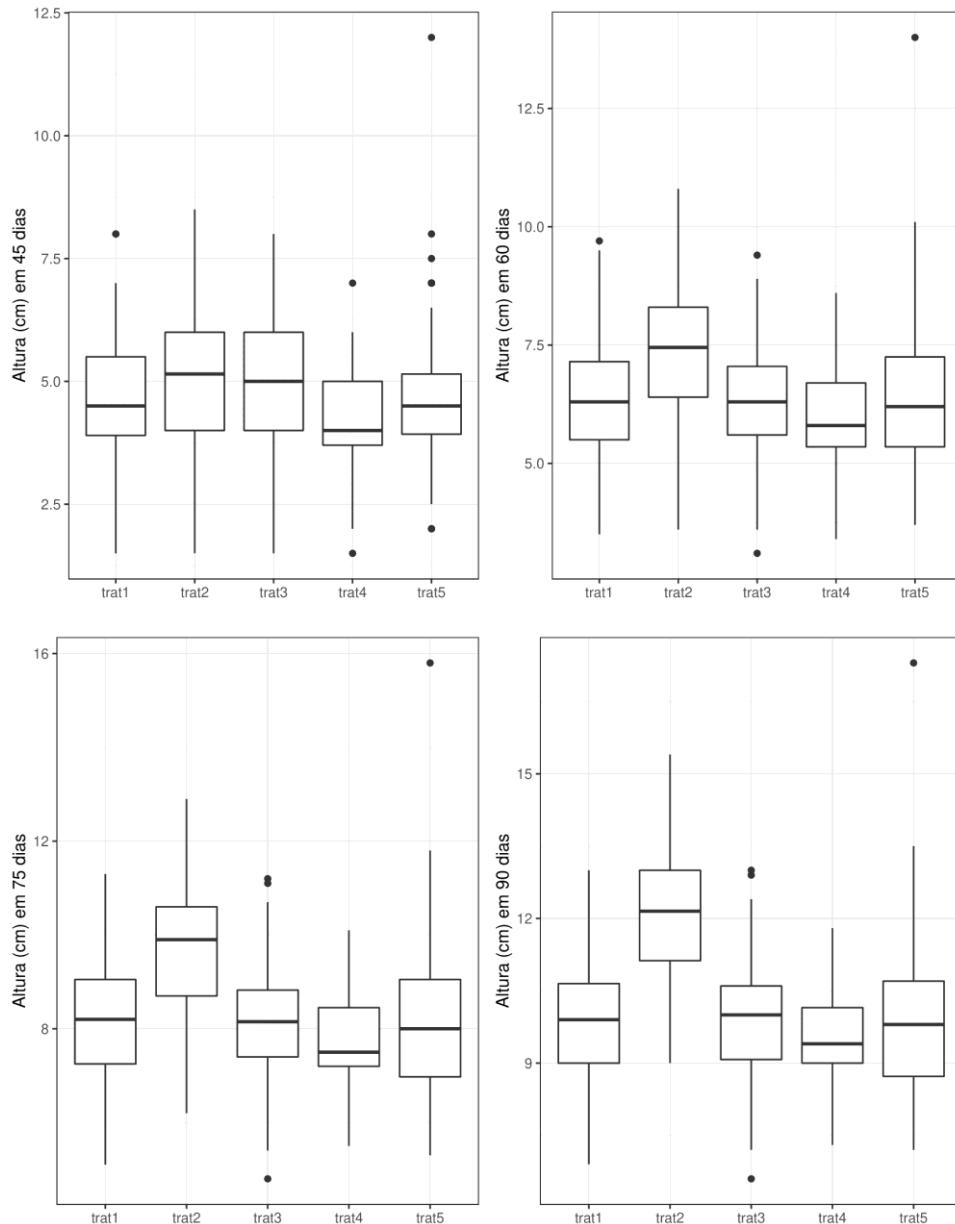 Altura (cm) em 45 dias
12.5
10.0
7.5
5.0
2.5
trat1 trat2 trat3 trat4 trat5
Altura (cm) em 60 dias
12.5
10.0
7.5
5.0
trat1 trat2 trat3 trat4 trat5
Altura (cm) em 75 dias
16
12
8
trat1 trat2 trat3 trat4 trat5
Altura (cm) em 90 dias
15
12
9
trat1 trat2 trat3 trat4 trat5